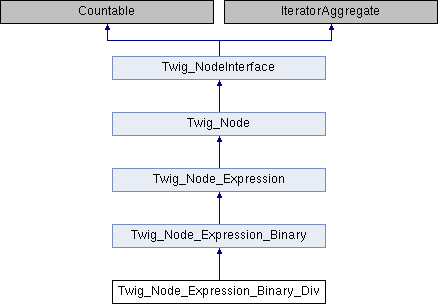 Countable
IteratorAggregate
Twig_NodeInterface
Twig_Node
Twig_Node_Expression
Twig_Node_Expression_Binary
Twig_Node_Expression_Binary_Div